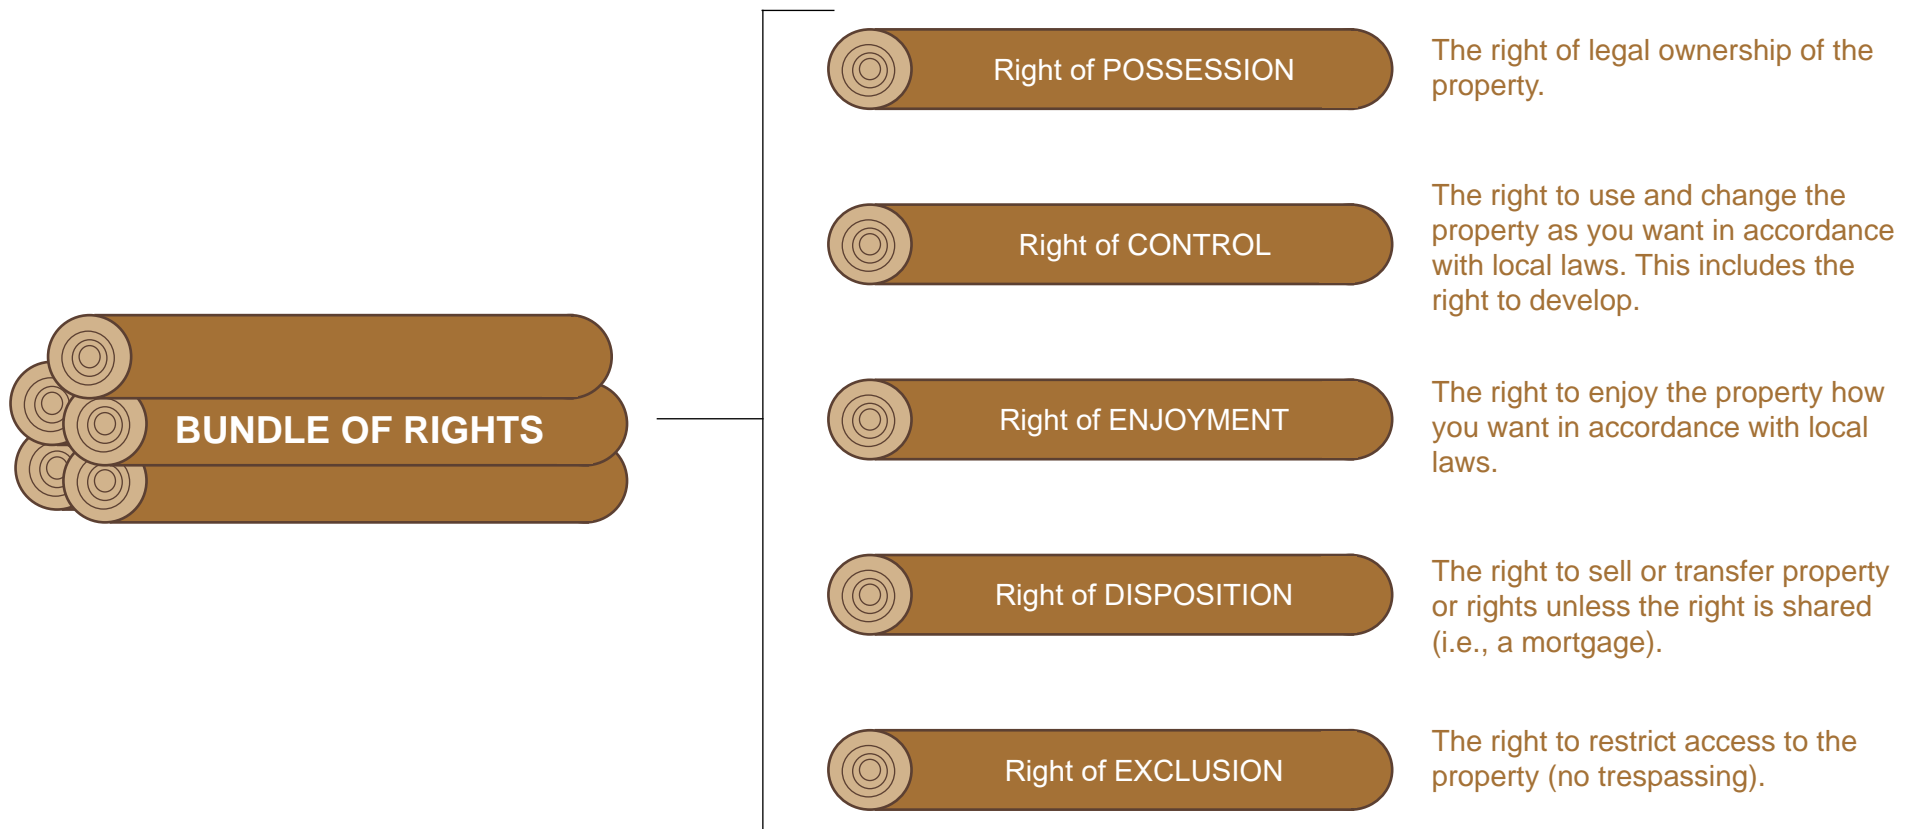 BUNDLE OF RIGHTS
Right of POSSESSION
The right of legal ownership of the
property.
Right of CONTROL
The right to use and change the
property as you want in accordance
with local laws. This includes the
right to develop.
Right of ENJOYMENT
The right to enjoy the property how
you want in accordance with local
laws.
Right of DISPOSITION
The right to sell or transfer property
or rights unless the right is shared
(i.e., a mortgage).
Right of EXCLUSION
The right to restrict access to the
property (no trespassing).